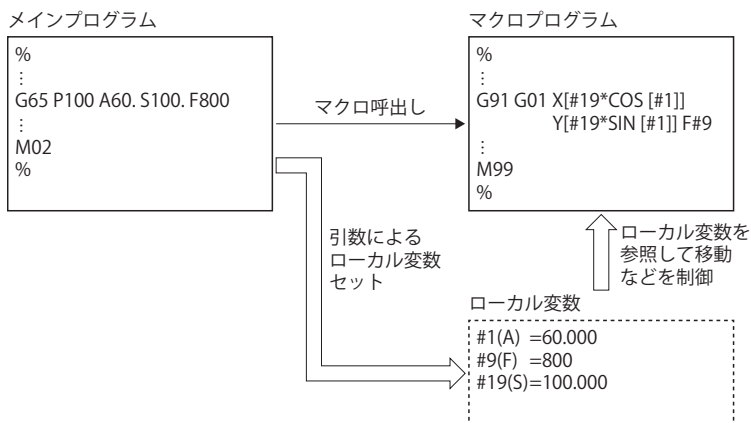 メインプログラム
%
⋮
G65 P100 A60. S100. F800
⋮
M02
%
マクロ呼出し
マクロプログラム
%
⋮
G91 G01 X[#19*COS [#1]]
Y[#19*SIN [#1]] F#9
⋮
M99
%
引数による
ローカル変数
セット
ローカル変数を
参照して移動
などを制御
ローカル変数
#1(A) =60.000
#9(F) =800
#19(S)=100.000